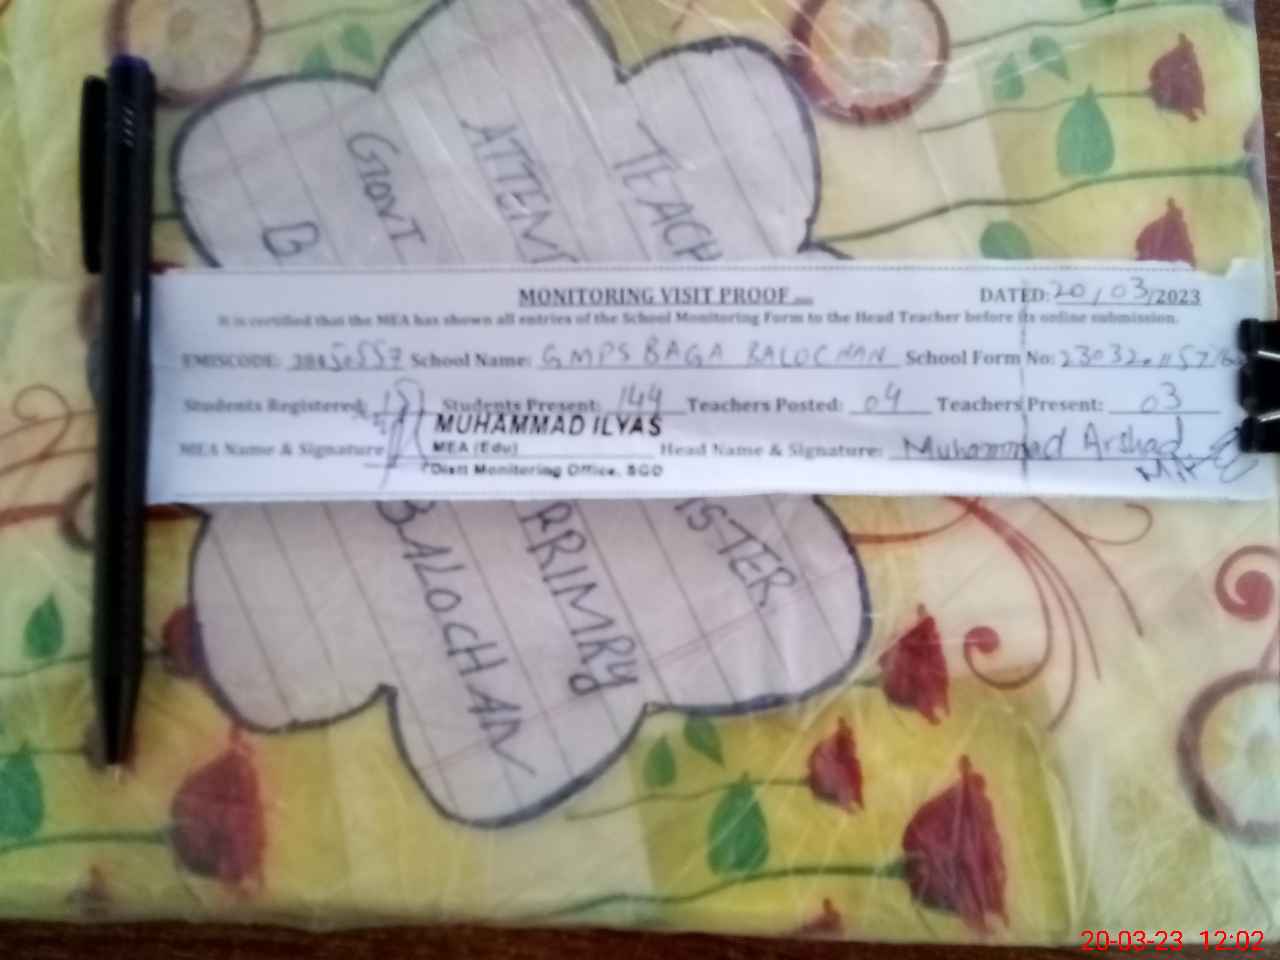 TEACH ISTER
ATTEN PRIMRY
GOVT BALOCHAN
B
MONITORING VISIT PROOF
DATED: 20/03/2023
It is certified that the MEA has shown all entries of the School Monitoring Form to the Head Teacher before its online submission.
EMISCODE: 38450557 School Name: GMPS BAGA BALOCHAN School Form No:
Students Registered: Students Present: 144 Teachers Posted: 04 Teachers Present: 03
MUHAMMAD ILYAS
MEA Name & Signature MEA (Edu) Head Name & Signature: Muhammad Arshad
Distt Monitoring Office, SGD
20-03-23 12:02